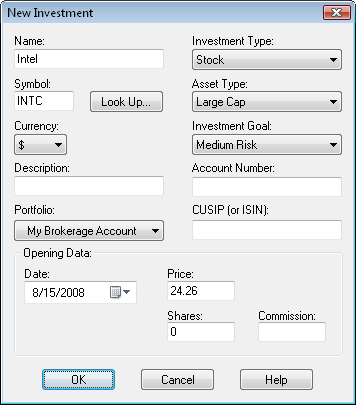 New Investment
Name: Investment Type:
Intel Stock
Symbol: Asset Type:
INTC Look Up... Large Cap
Currency: Investment Goal:
$ Medium Risk
Description: Account Number:
Portfolio: CUSIP (or ISIN):
My Brokerage Account
Opening Data:
Date: Price:
8/15/2008 24.26
Shares: Commission:
0
OK Cancel Help